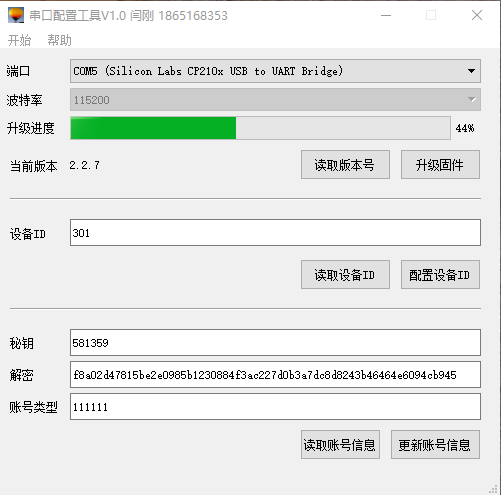 串口配置工具V1.0 闫刚 1865168353
开始 帮助
端口 COM5 (Silicon Labs CP210x USB to UART Bridge)
波特率 115200
升级进度 44%
当前版本 2.2.7 读取版本号 升级固件
设备ID 301
读取设备ID 配置设备ID
秘钥 581359
解密 f8a02d47815be2e0985b1230884f3ac227d0b3a7dc8d8243b46464e6094cb945
账号类型 111111
读取账号信息 更新账号信息